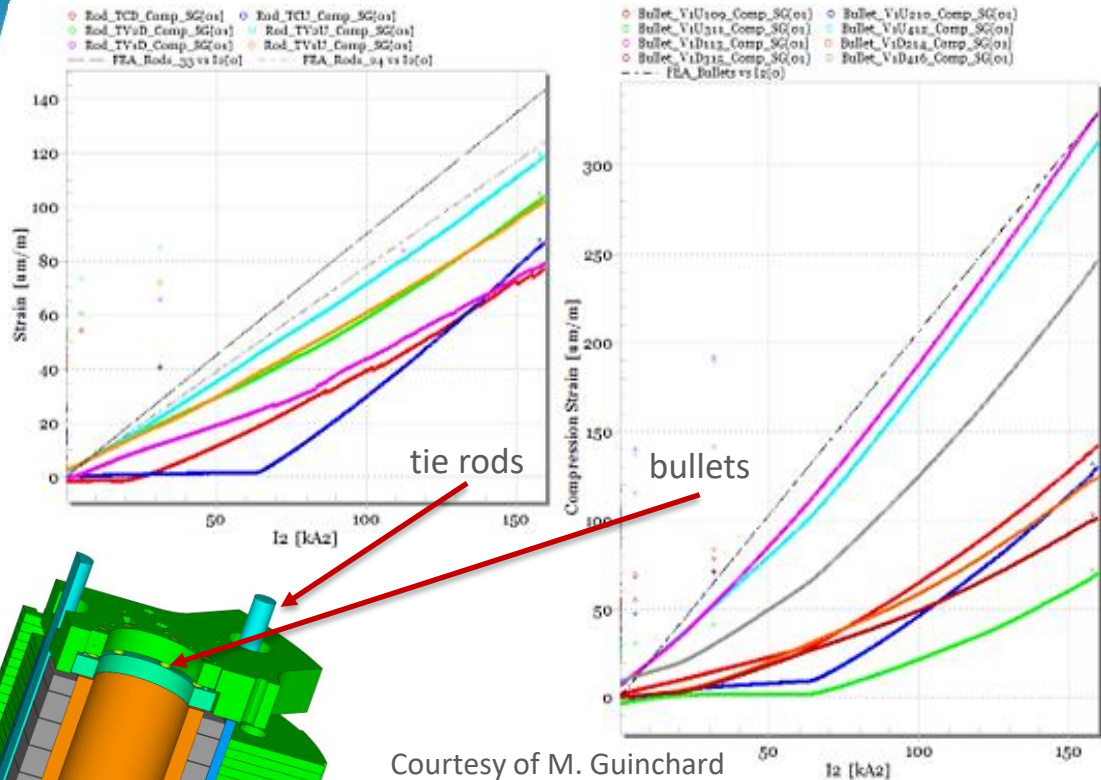 Rod_TCD_Comp_SG[01] Rod_TCU_Comp_SG[01]
Rod_TV2D_Comp_SG[01] Rod_TV2U_Comp_SG[01]
Rod_TV1D_Comp_SG[01] Rod_TV1U_Comp_SG[01]
FEA_Rods_33 vs I2[0] FEA_Rods_24 vs I2[0]
140
120
100
80
60
40
20
0
Strain [um/m]
50 100 150
I2 [kA2]
Bullet_V1U109_Comp_SG[01] Bullet_V1U210_Comp_SG[01]
Bullet_V1U311_Comp_SG[01] Bullet_V1U412_Comp_SG[01]
Bullet_V1D113_Comp_SG[01] Bullet_V1D214_Comp_SG[01]
Bullet_V1D315_Comp_SG[01] Bullet_V1D416_Comp_SG[01]
FEA_Bullets vs I2[0]
300
250
200
150
100
50
0
Compression Strain [um/m]
50 100 150
I2 [kA2]
tie rods
bullets
Courtesy of M. Guinchard